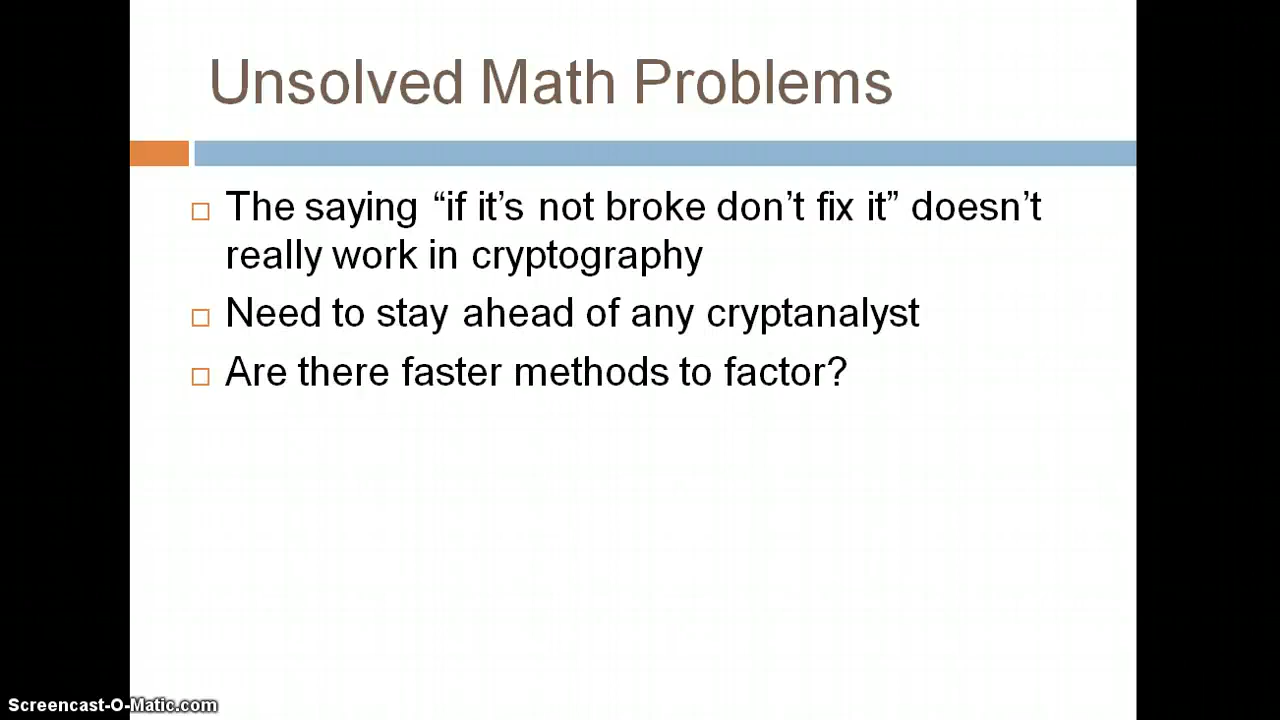 Unsolved Math Problems
The saying “if it’s not broke don’t fix it” doesn’t
really work in cryptography
Need to stay ahead of any cryptanalyst
Are there faster methods to factor?
Screencast-O-Matic.com